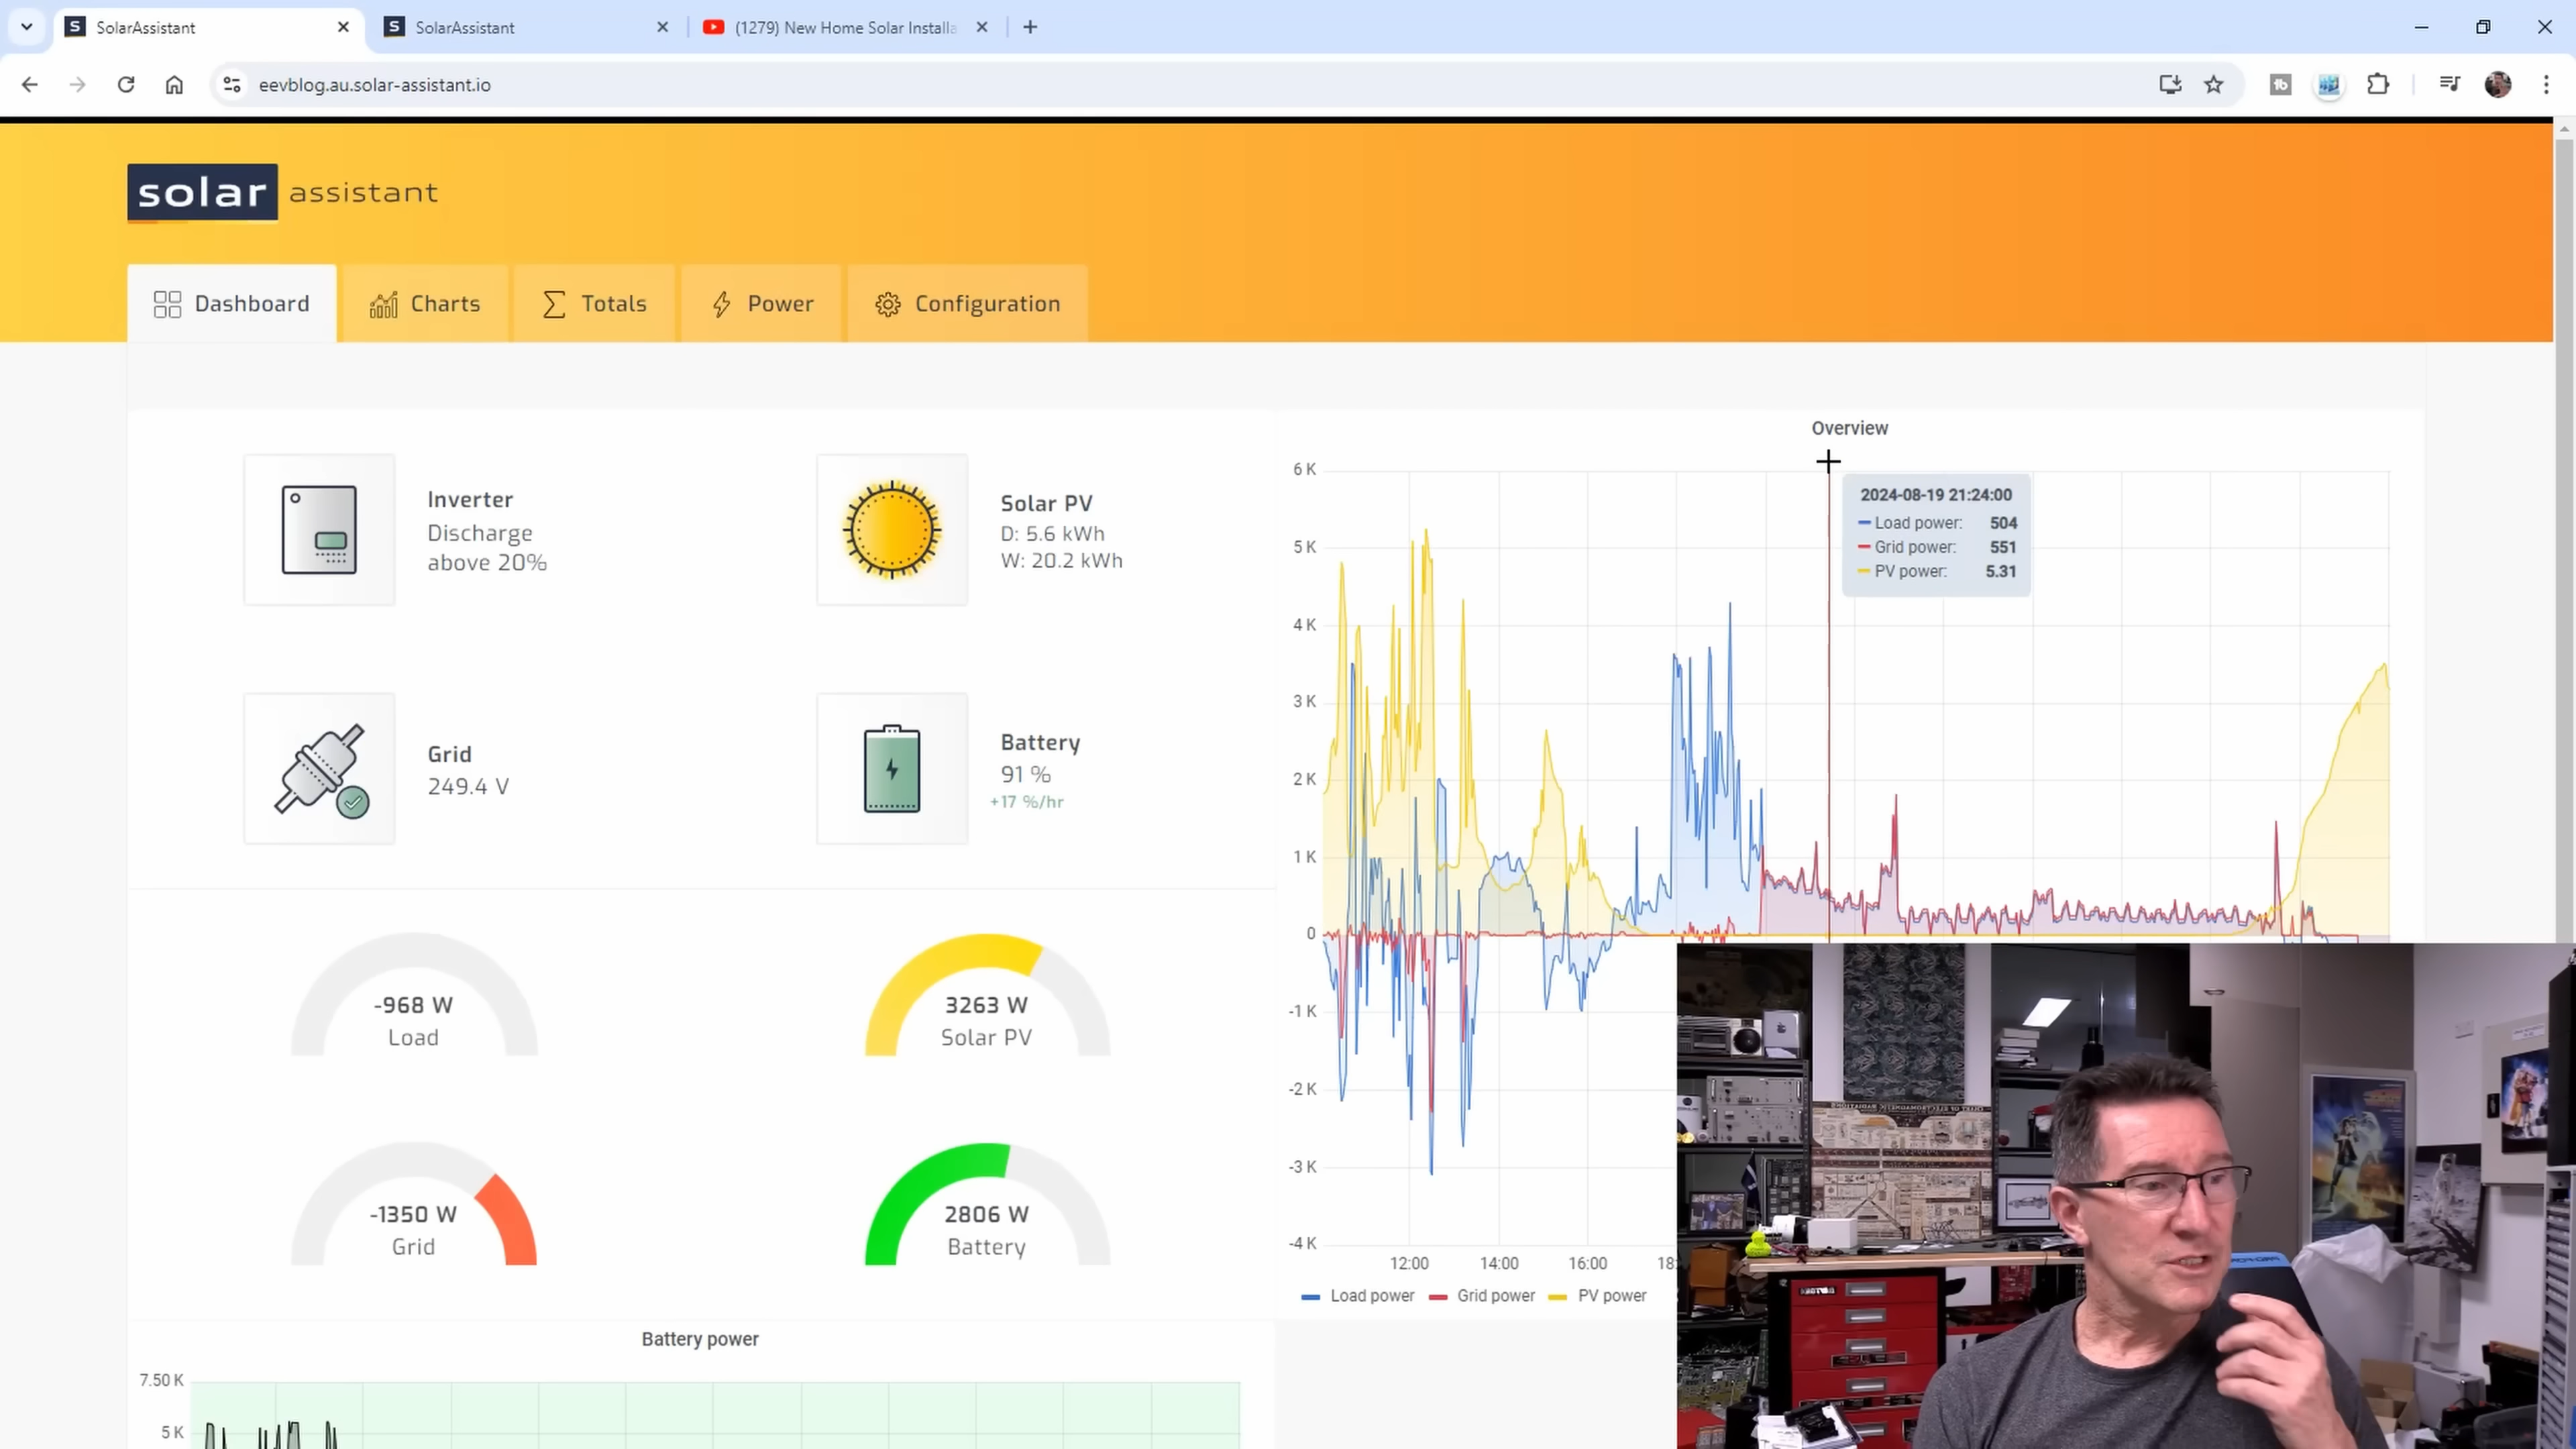 SolarAssistant
SolarAssistant
(1279) New Home Solar Installa
eevblog.au.solar-assistant.io
solar assistant
Dashboard
Charts
Totals
Power
Configuration
Inverter
Discharge
above 20%
Solar PV
D: 5.6 kWh
W: 20.2 kWh
Grid
249.4 V
Battery
91 %
+17 %/hr
-968 W
Load
3263 W
Solar PV
-1350 W
Grid
2806 W
Battery
Battery power
7.50 K
5 K
Overview
6 K
5 K
4 K
3 K
2 K
1 K
0
-1 K
-2 K
-3 K
-4 K
2024-08-19 21:24:00
Load power: 504
Grid power: 551
PV power: 5.31
12:00 14:00 16:00 18:
Load power Grid power PV power